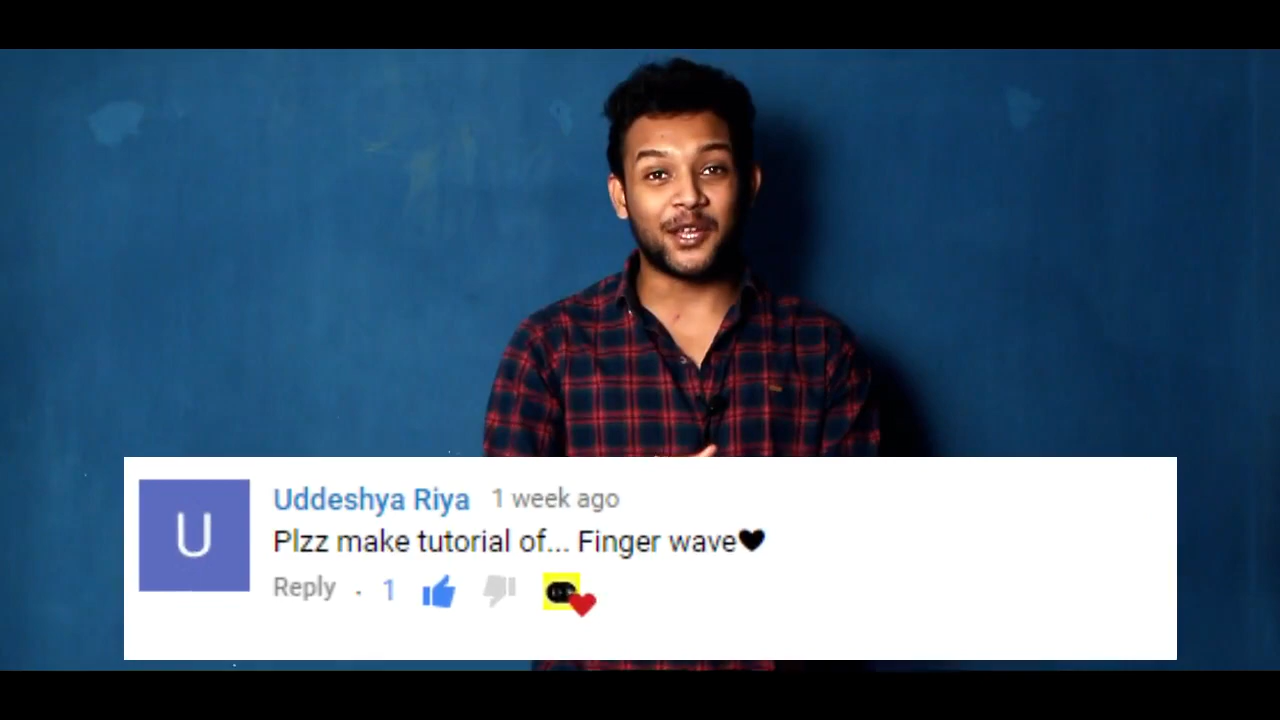 U
Uddeshya Riya 1 week ago
Plzz make tutorial of... Finger wave🖤
Reply · 1